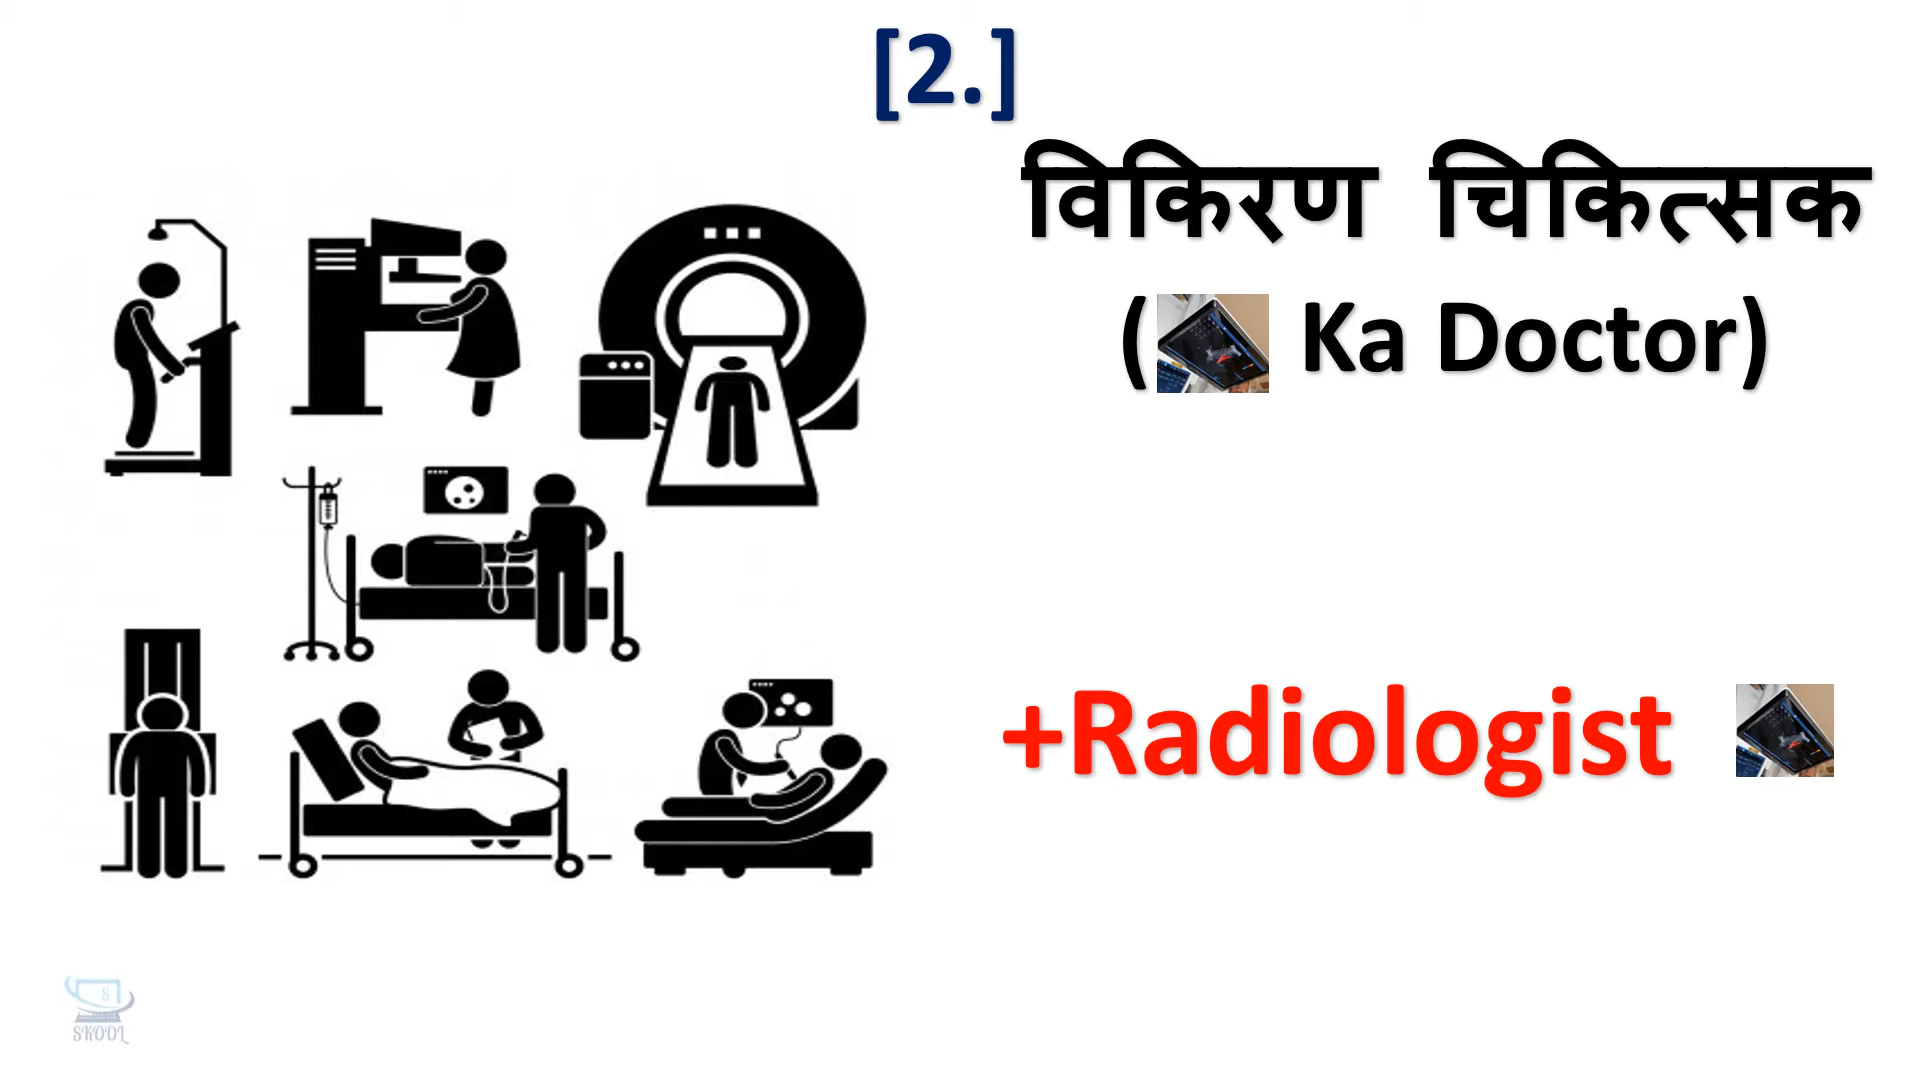 [2.]
विकिरण चिकित्सक
( Ka Doctor)
+Radiologist
S
SKOOL